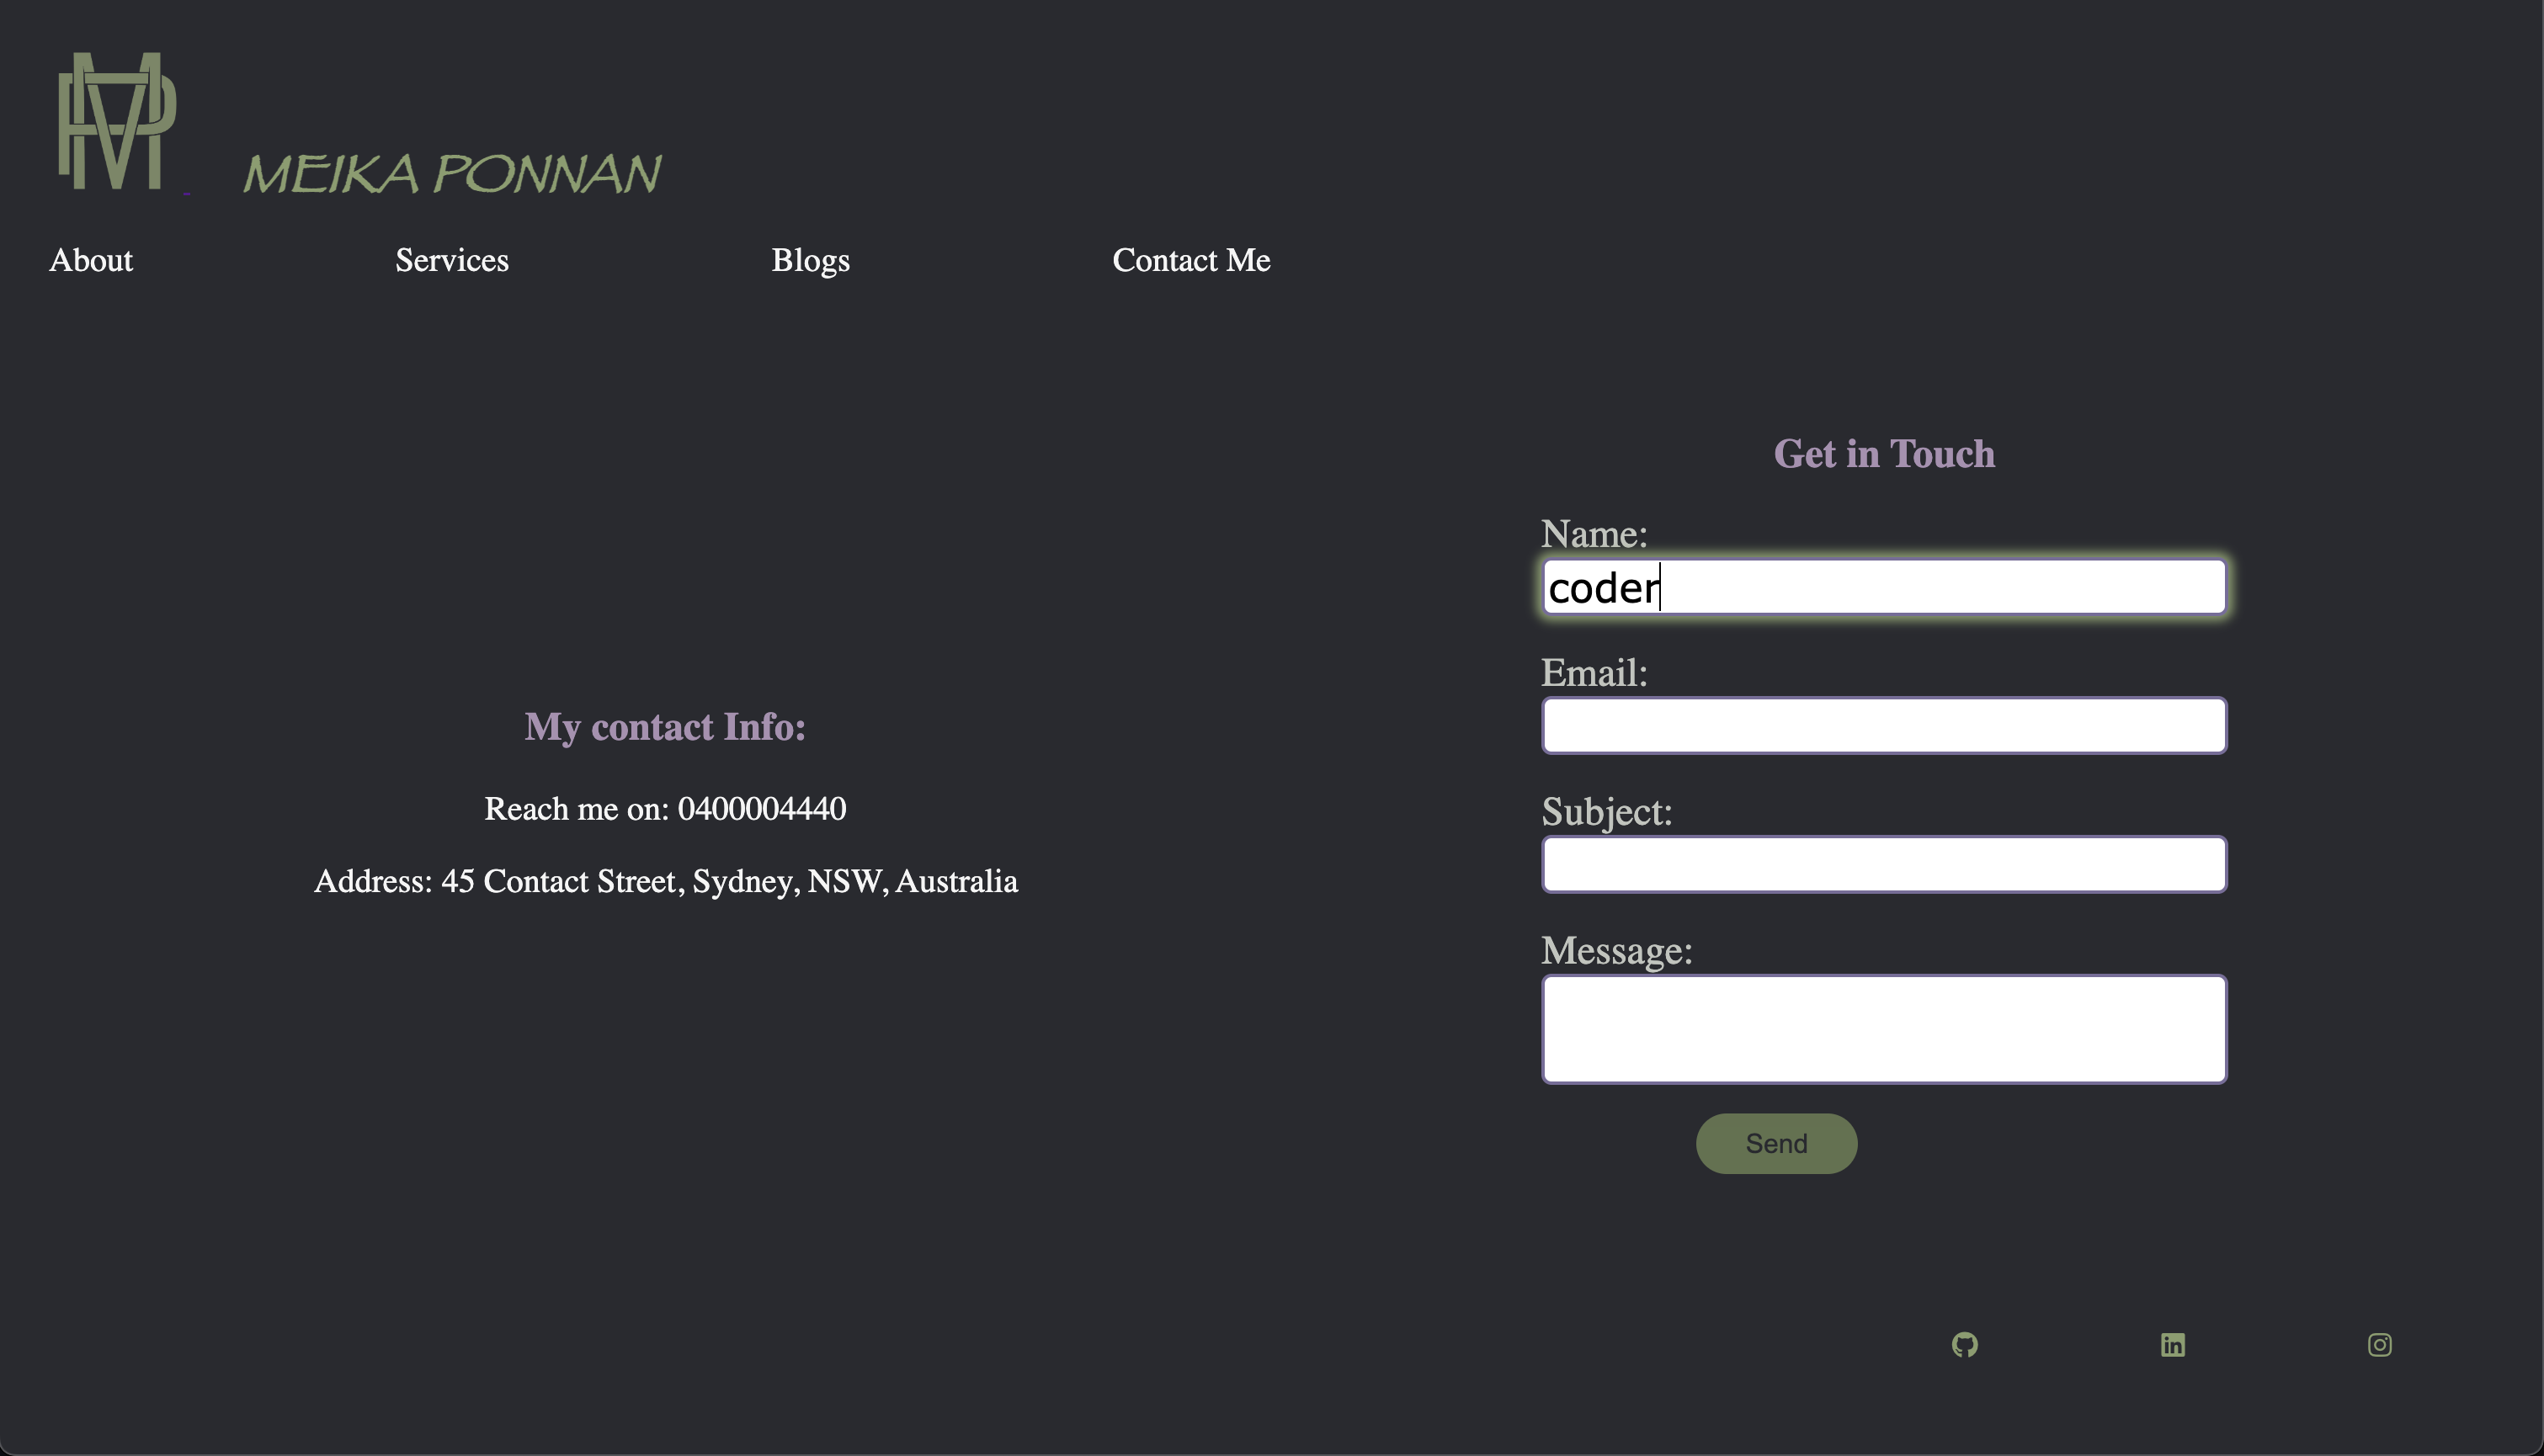 MP
MEIKA PONNAN
About Services Blogs Contact Me
My contact Info:
Reach me on: 0400004440
Address: 45 Contact Street, Sydney, NSW, Australia
Get in Touch
Name:
coder
Email:
Subject:
Message:
Send
in